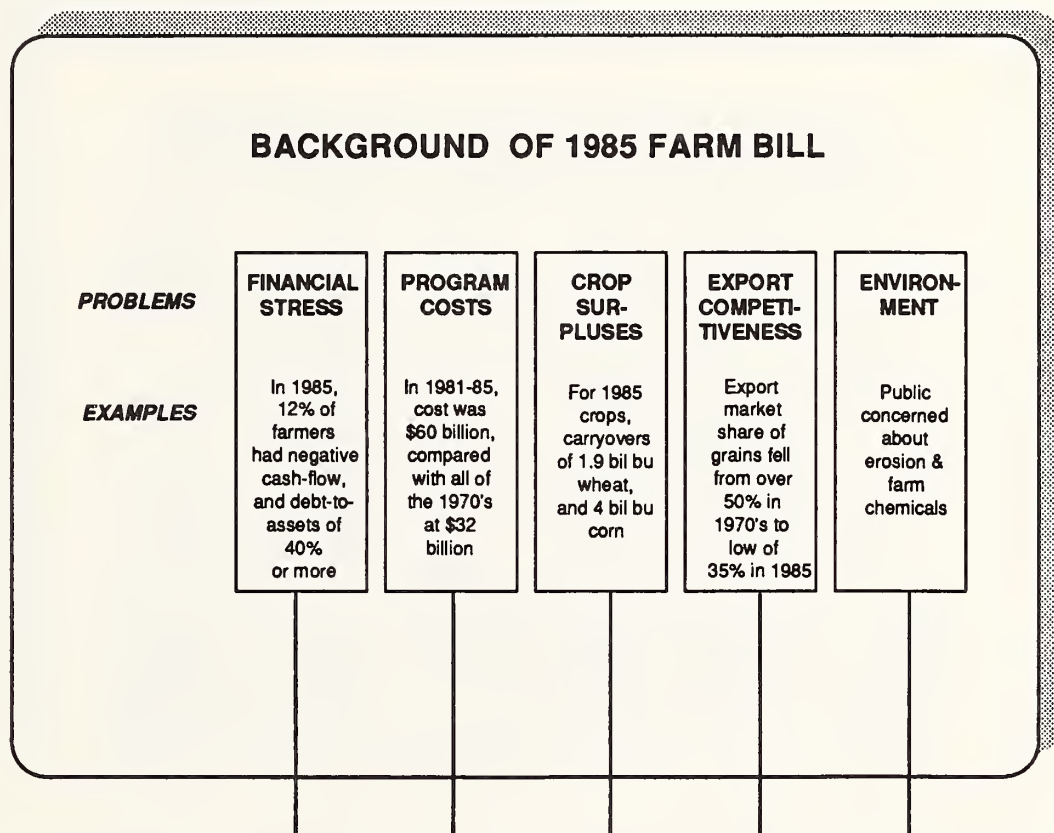 BACKGROUND OF 1985 FARM BILL
PROBLEMS
FINANCIAL
STRESS
PROGRAM
COSTS
CROP
SUR-
PLUSES
EXPORT
COMPETI-
TIVENESS
ENVIRON-
MENT
EXAMPLES
In 1985,
12% of
farmers
had negative
cash-flow,
and debt-to-
assets of
40%
or more
In 1981-85,
cost was
$60 billion,
compared
with all of
the 1970's
at $32
billion
For 1985
crops,
carryovers
of 1.9 bil bu
wheat,
and 4 bil bu
corn
Export
market
share of
grains fell
from over
50% in
1970's to
low of
35% in 1985
Public
concerned
about
erosion &
farm
chemicals